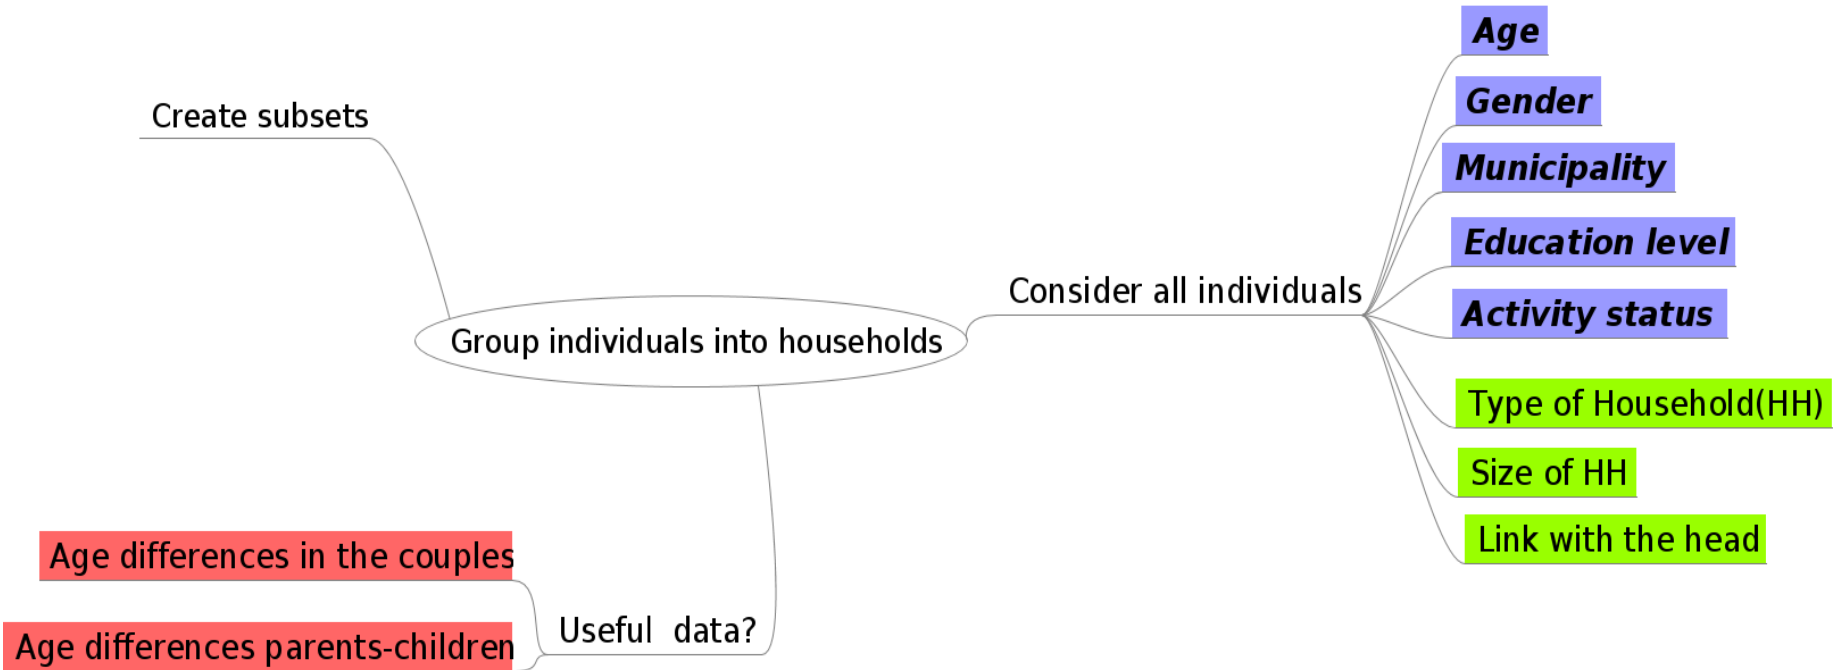 Age
Gender
Create subsets
Municipality
Education level
Consider all individuals
Activity status
Group individuals into households
Type of Household(HH)
Size of HH
Link with the head
Age differences in the couples
Useful data?
Age differences parents-children